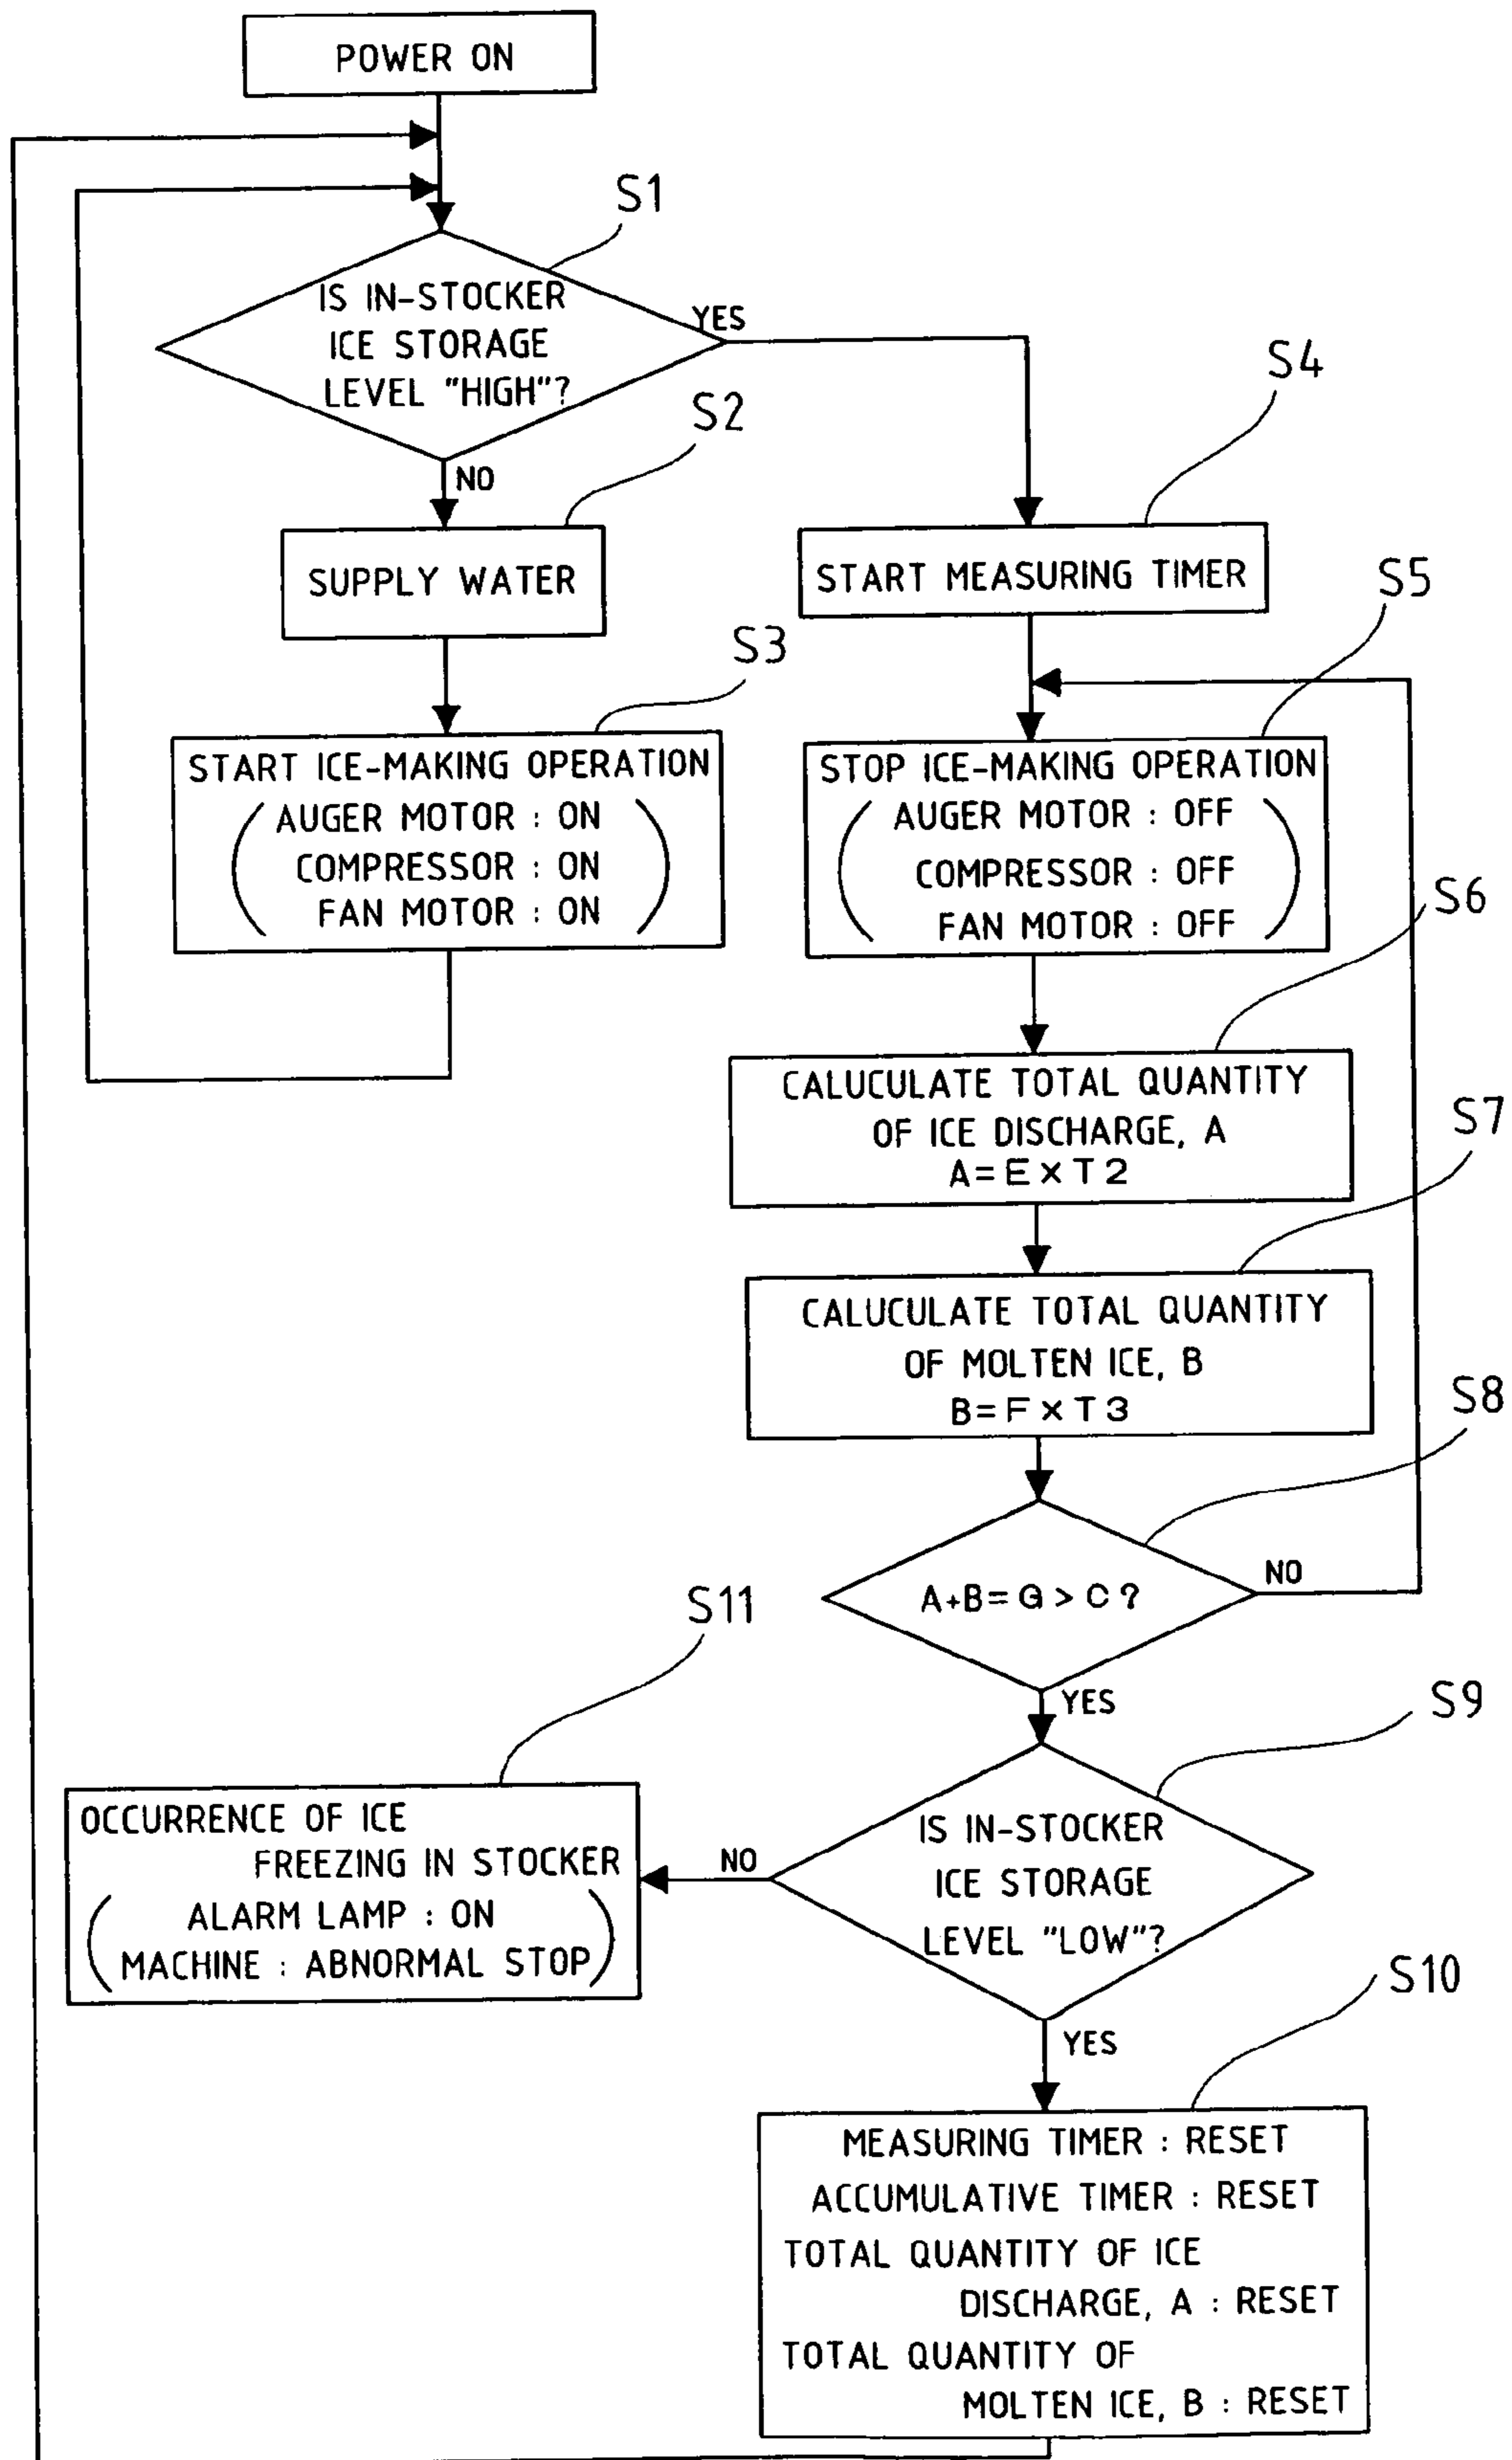 POWER ON
S1
IS IN-STOCKER
ICE STORAGE
LEVEL "HIGH"?
YES
NO
S2
SUPPLY WATER
S3
START ICE-MAKING OPERATION
AUGER MOTOR : ON
COMPRESSOR : ON
FAN MOTOR : ON
S4
START MEASURING TIMER
S5
STOP ICE-MAKING OPERATION
AUGER MOTOR : OFF
COMPRESSOR : OFF
FAN MOTOR : OFF
S6
CALUCULATE TOTAL QUANTITY
OF ICE DISCHARGE, A
A=E×T2
S7
CALUCULATE TOTAL QUANTITY
OF MOLTEN ICE, B
B=F×T3
S8
A+B=G>C?
NO
YES
S9
IS IN-STOCKER
ICE STORAGE
LEVEL "LOW"?
NO
YES
S11
OCCURRENCE OF ICE
FREEZING IN STOCKER
ALARM LAMP : ON
MACHINE : ABNORMAL STOP
S10
MEASURING TIMER : RESET
ACCUMULATIVE TIMER : RESET
TOTAL QUANTITY OF ICE
DISCHARGE, A : RESET
TOTAL QUANTITY OF
MOLTEN ICE, B : RESET